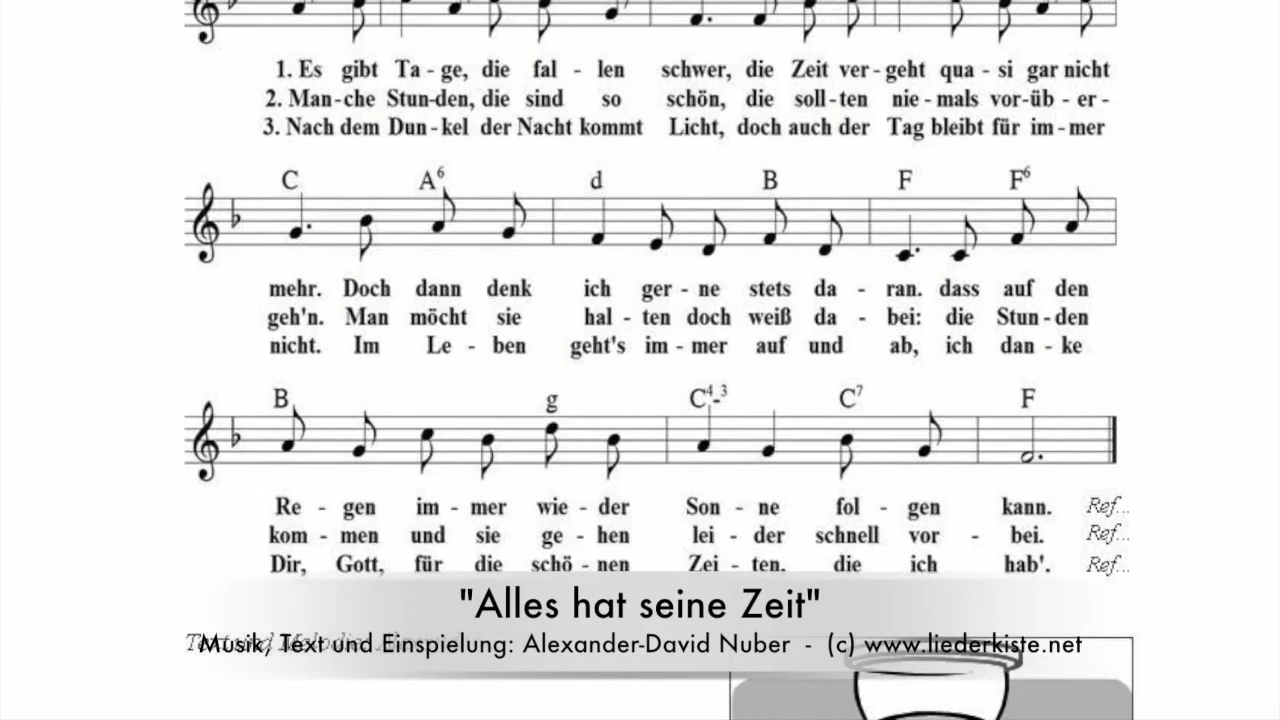 1. Es gibt Ta - ge, die fal - len schwer, die Zeit ver - geht qua - si gar nicht
2. Man - che Stun - den, die sind so schön, die soll - ten nie - mals vor - üb - er -
3. Nach dem Dun - kel der Nacht kommt Licht, doch auch der Tag bleibt für im - mer
C A6 d B F F6
mehr. Doch dann denk ich ger - ne stets da - ran. dass auf den
geh'n. Man möcht sie hal - ten doch weiß da - bei: die Stun - den
nicht. Im Le - ben geht's im - mer auf und ab, ich dan - ke
B g C4-3 C7 F
Re - gen im - mer wie - der Son - ne fol - gen kann. Ref...
kom - men und sie ge - hen lei - der schnell vor - bei. Ref...
Dir, Gott, für die schö - nen Zei - ten, die ich hab'. Ref...
"Alles hat seine Zeit"
Musik, Text und Einspielung: Alexander-David Nuber - (c) www.liederkiste.net